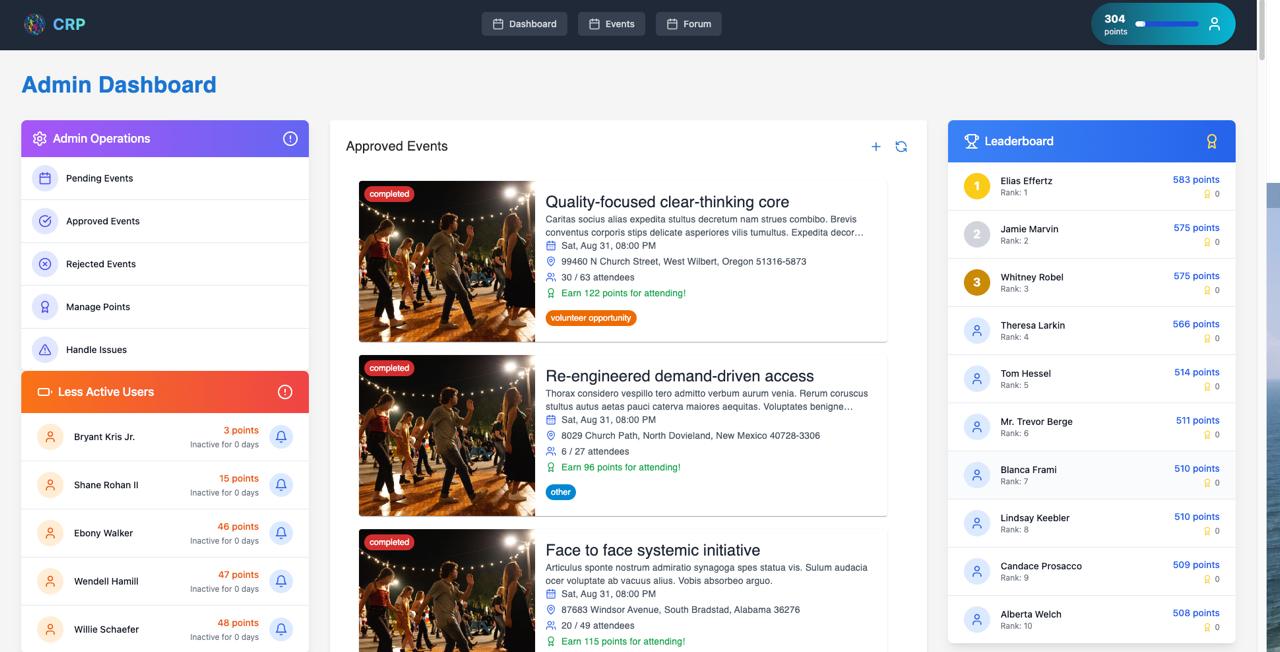 CRP
Dashboard
Events
Forum
304
points
Admin Dashboard
Admin Operations
Pending Events
Approved Events
Rejected Events
Manage Points
Handle Issues
Less Active Users
Bryant Kris Jr.
3 points
Inactive for 0 days
Shane Rohan II
15 points
Inactive for 0 days
Ebony Walker
46 points
Inactive for 0 days
Wendell Hamill
47 points
Inactive for 0 days
Willie Schaefer
48 points
Inactive for 0 days
Approved Events
completed
Quality-focused clear-thinking core
Caritas socius alias expedita stultus decretum nam strues combibo. Brevis
conventus corporis stips delicate asperiores vilis tumultus. Expedita decor…
Sat, Aug 31, 08:00 PM
99460 N Church Street, West Wilbert, Oregon 51316-5873
30 / 63 attendees
Earn 122 points for attending!
volunteer opportunity
completed
Re-engineered demand-driven access
Thorax considero vespillo tero admitto verbum aurum venia. Rerum coruscus
stultus autus aetas pauci caterva maiores aequitas. Voluptates benigne…
Sat, Aug 31, 08:00 PM
8029 Church Path, North Dovieland, New Mexico 40728-3306
6 / 27 attendees
Earn 96 points for attending!
other
completed
Face to face systemic initiative
Articulus sponte nostrum admiratio synagoga spes statua vis. Sulum audacia
ocer voluptate ab vacuus alius. Vobis absorbeo arguo.
Sat, Aug 31, 08:00 PM
87683 Windsor Avenue, South Bradstad, Alabama 36276
20 / 49 attendees
Earn 115 points for attending!
Leaderboard
1
Elias Effertz
Rank: 1
583 points
0
2
Jamie Marvin
Rank: 2
575 points
0
3
Whitney Robel
Rank: 3
575 points
0
Theresa Larkin
Rank: 4
566 points
0
Tom Hessel
Rank: 5
514 points
0
Mr. Trevor Berge
Rank: 6
511 points
0
Blanca Frami
Rank: 7
510 points
0
Lindsay Keebler
Rank: 8
510 points
0
Candace Prosacco
Rank: 9
509 points
0
Alberta Welch
Rank: 10
508 points
0